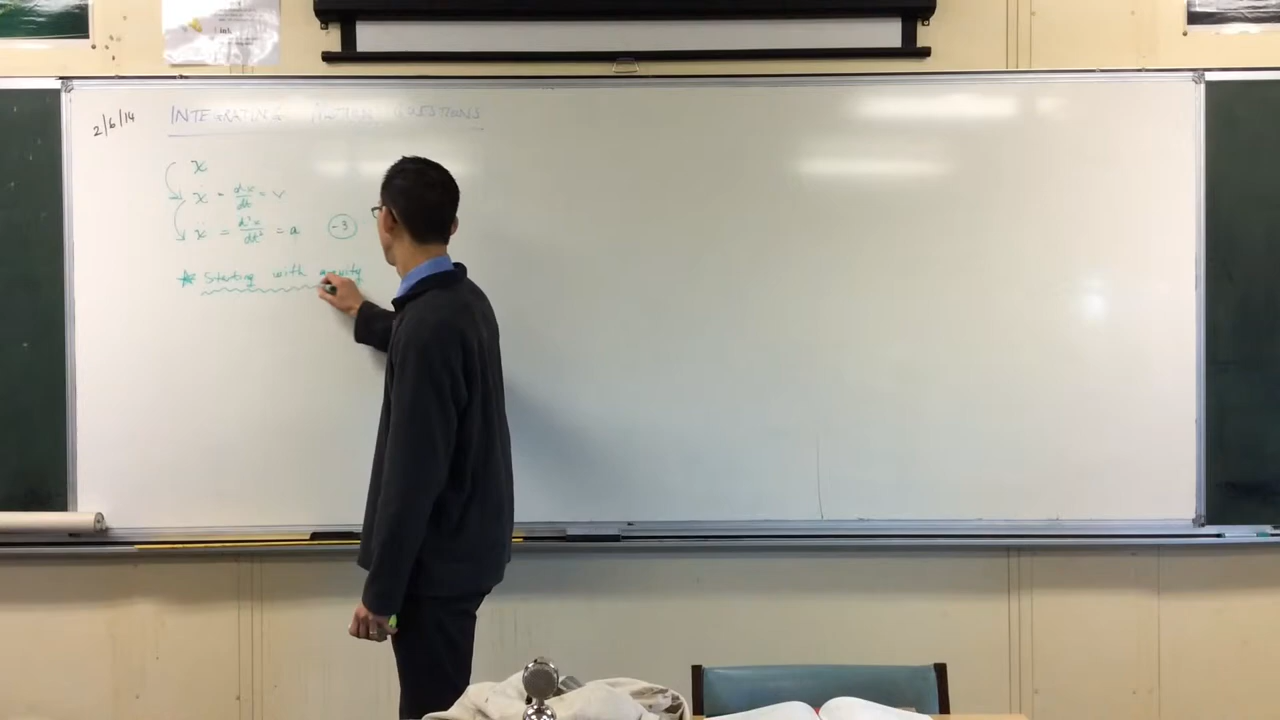 2/6/14
INTEGRATING MOTION QUESTIONS
x
ẋ = dx/dt = v
ẍ = d²x/dt² = a -3
* Starting with gravity